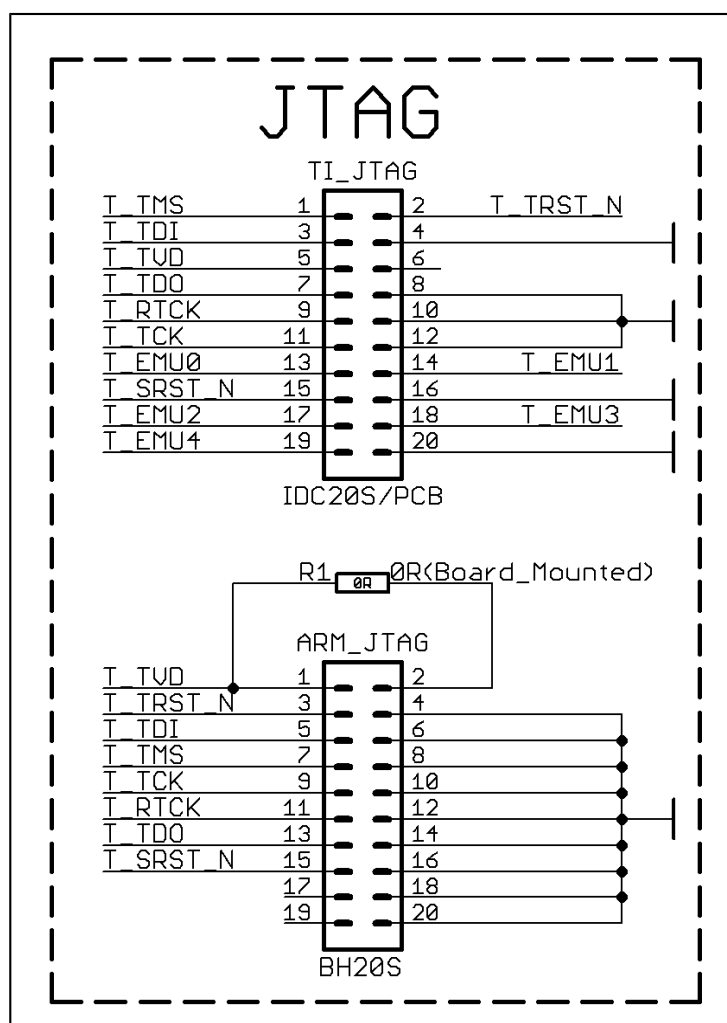 JTAG
TI_JTAG
T_TMS 1 2 T_TRST_N
T_TDI 3 4
T_TVD 5 6
T_TDO 7 8
T_RTCK 9 10
T_TCK 11 12
T_EMU0 13 14 T_EMU1
T_SRST_N 15 16
T_EMU2 17 18 T_EMU3
T_EMU4 19 20
IDC20S/PCB
R1 0R 0R(Board_Mounted)
ARM_JTAG
T_TVD 1 2
T_TRST_N 3 4
T_TDI 5 6
T_TMS 7 8
T_TCK 9 10
T_RTCK 11 12
T_TDO 13 14
T_SRST_N 15 16
17 18
19 20
BH20S